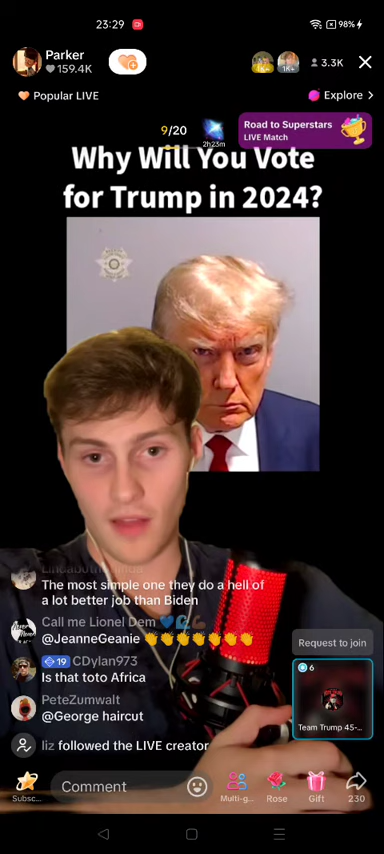 23:29
98%
Parker
159.4K
1K+
1K+
3.3K
Popular LIVE
Explore >
9/20
2h23m
Road to Superstars
LIVE Match
Why Will You Vote
for Trump in 2024?
The most simple one they do a hell of
a lot better job than Biden
Call me Lionel Dem 💙
@JeanneGeanie 👏👏👏👏👏👏👏
19 CDylan973
Is that toto Africa
PeteZumwalt
@George haircut
liz followed the LIVE creator
Request to join
6
Team Trump 45-...
Comment
Subsc...
Multi-g...
Rose
Gift
230